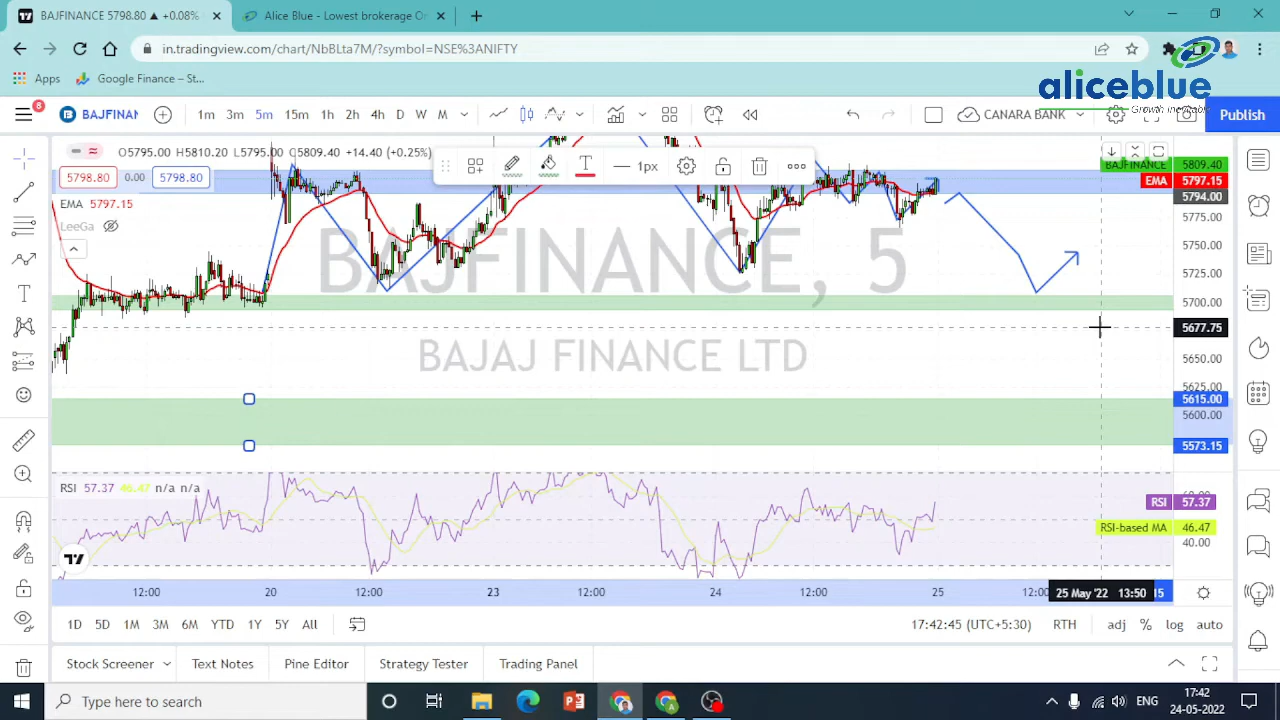 BAJFINANCE 5798.80 ▲ +0.08%
Alice Blue - Lowest brokerage Or
in.tradingview.com/chart/NbBLta7M/?symbol=NSE%3ANIFTY
Apps
Google Finance – St...
aliceblue
8
BAJFINAN
1m 3m 5m 15m 1h 2h 4h D W M
CANARA BANK
Publish
O5795.00 H5810.20 L5795.00 C5809.40 +14.40 (+0.25%)
1px
5798.80 0.00 5798.80
EMA 5797.15
LeeGa
BAJFINANCE 5809.40
EMA 5797.15
5794.00
5775.00
5750.00
5725.00
5700.00
5677.75
5650.00
5625.00
5615.00
5600.00
5573.15
BAJFINANCE, 5
BAJAJ FINANCE LTD
RSI 57.37 46.47 n/a n/a
RSI 57.37
RSI-based MA 46.47
40.00
12:00 20 12:00 23 12:00 24 12:00 25 12:00 25 May '22 13:50 15
1D 5D 1M 3M 6M YTD 1Y 5Y All
17:42:45 (UTC+5:30) RTH adj % log auto
Stock Screener Text Notes Pine Editor Strategy Tester Trading Panel
Type here to search
ENG
17:42
24-05-2022